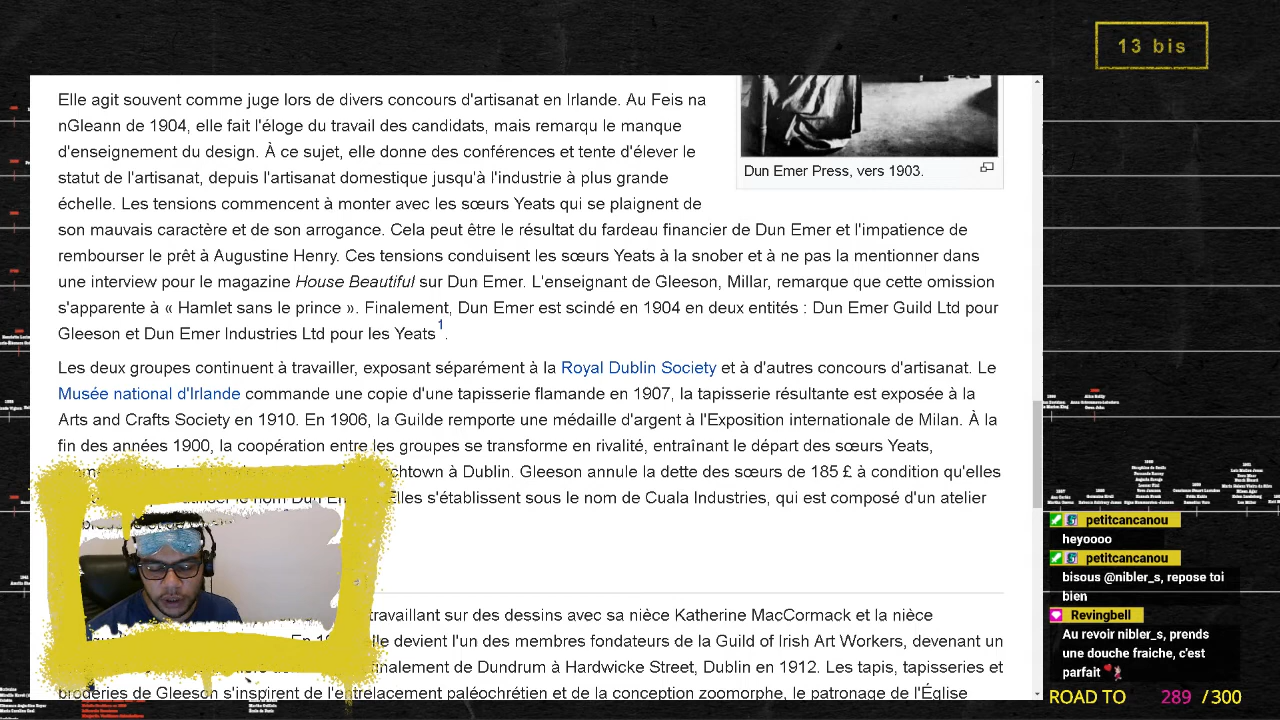 13 bis
Elle agit souvent comme juge lors de divers concours d'artisanat en Irlande. Au Feis na
nGleann de 1904, elle fait l'éloge du travail des candidats, mais remarqu le manque
d'enseignement du design. À ce sujet, elle donne des conférences et tente d'élever le
statut de l'artisanat, depuis l'artisanat domestique jusqu'à l'industrie à plus grande
échelle. Les tensions commencent à monter avec les sœurs Yeats qui se plaignent de
son mauvais caractère et de son arrogance. Cela peut être le résultat du fardeau financier de Dun Emer et l'impatience de
rembourser le prêt à Augustine Henry. Ces tensions conduisent les sœurs Yeats à la snober et à ne pas la mentionner dans
une interview pour le magazine House Beautiful sur Dun Emer. L'enseignant de Gleeson, Millar, remarque que cette omission
s'apparente à « Hamlet sans le prince ». Finalement, Dun Emer est scindé en 1904 en deux entités : Dun Emer Guild Ltd pour
Gleeson et Dun Emer Industries Ltd pour les Yeats 1
Dun Emer Press, vers 1903.
Les deux groupes continuent à travailler, exposant séparément à la Royal Dublin Society et à d'autres concours d'artisanat. Le
Musée national d'Irlande commande une copie d'une tapisserie flamande en 1907, la tapisserie résultante est exposée à la
Arts and Crafts Society en 1910. En la Guilde remporte une médaille d'argent à l'Exposition internationale de Milan. À la
fin des années 1900, la coopération entre les groupes se transforme en rivalité, entraînant le départ des sœurs Yeats,
Dublin. Gleeson annule la dette des sœurs de 185 £ à condition qu'elles
le nom Dun Elles s'établissent sous le nom de Cuala Industries, qui est composé d'un atelier
sur des dessins avec sa nièce Katherine MacCormack et la nièce
En l'un des membres fondateurs de la Guild of Irish Art Workers, devenant un
de Dundrum à Hardwicke Street, Dublin en 1912. Les tapis, tapisseries et
broderies de Gleeson s'inspirent de l'entrelacement paléochrétien et de la conception zoomorphe, le patronage de l'Église
petitcancanou
heyoooo
petitcancanou
bisous @nibler_s, repose toi
bien
Revingbell
Au revoir nibler_s, prends
une douche fraiche, c'est
parfait
ROAD TO 289 / 300